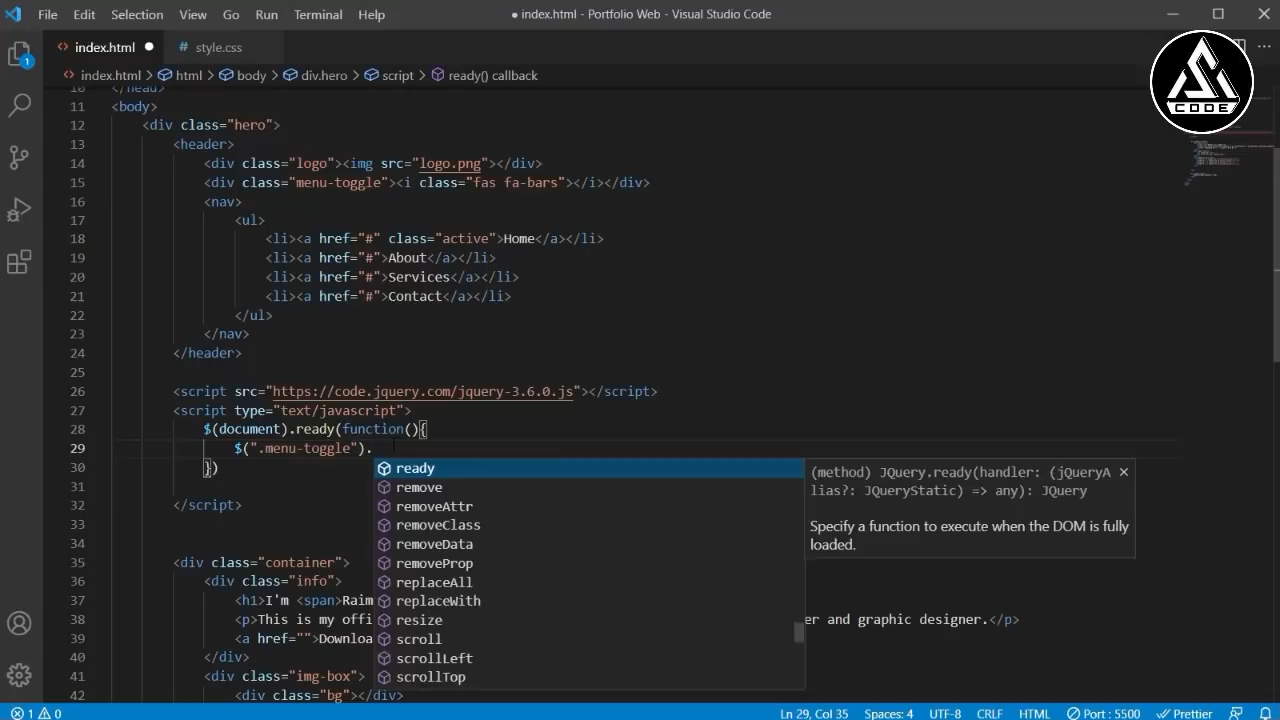 File Edit Selection View Go Run Terminal Help
● index.html - Portfolio Web - Visual Studio Code
index.html
# style.css
index.html > html > body > div.hero > script > ready() callback
CODE
10 </head>
11 <body>
12 <div class="hero">
13 <header>
14 <div class="logo"><img src="logo.png"></div>
15 <div class="menu-toggle"><i class="fas fa-bars"></i></div>
16 <nav>
17 <ul>
18 <li><a href="#" class="active">Home</a></li>
19 <li><a href="#">About</a></li>
20 <li><a href="#">Services</a></li>
21 <li><a href="#">Contact</a></li>
22 </ul>
23 </nav>
24 </header>
25
26 <script src="https://code.jquery.com/jquery-3.6.0.js"></script>
27 <script type="text/javascript">
28 $(document).ready(function(){
29 $(".menu-toggle").
30 })
31
32 </script>
33
34
35 <div class="container">
36 <div class="info">
37 <h1>I'm <span>Raim
38 <p>This is my offi er and graphic designer.</p>
39 <a href="">Downloa
40 </div>
41 <div class="img-box">
42 <div class="bg"></div>
ready
remove
removeAttr
removeClass
removeData
removeProp
replaceAll
replaceWith
resize
scroll
scrollLeft
scrollTop
(method) JQuery.ready(handler: (jQueryA
lias?: JQueryStatic) => any): JQuery
Specify a function to execute when the DOM is fully
loaded.
1
1 0 Ln 29, Col 35 Spaces: 4 UTF-8 CRLF HTML Port : 5500 Prettier